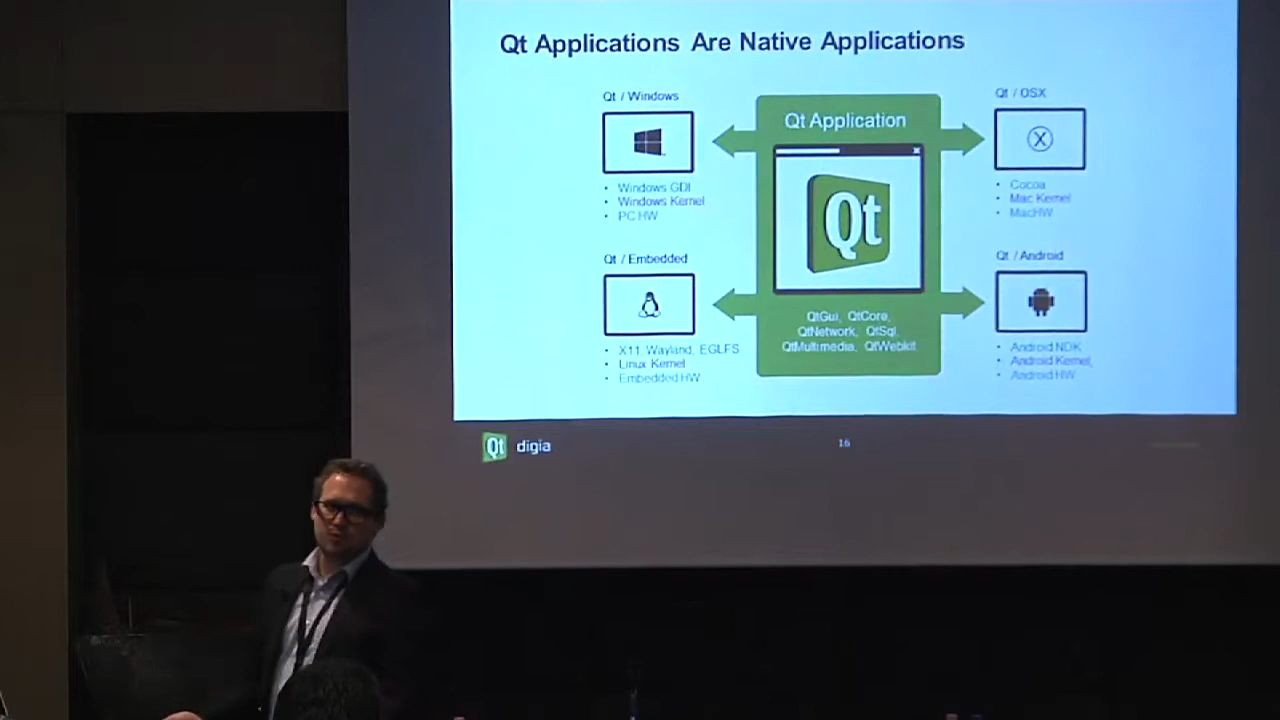 Qt Applications Are Native Applications
Qt / Windows
• Windows GDI
• Windows Kernel
• PC HW
Qt / Embedded
• X11, Wayland, EGLFS
• Linux Kernel
• Embedded HW
Qt Application
Qt
QtGui, QtCore,
QtNetwork, QtSql,
QtMultimedia, QtWebkit
Qt / OSX
X
• Cocoa
• Mac Kernel
• MacHW
Qt / Android
• Android NDK
• Android Kernel,
• Android HW
Qt digia
16